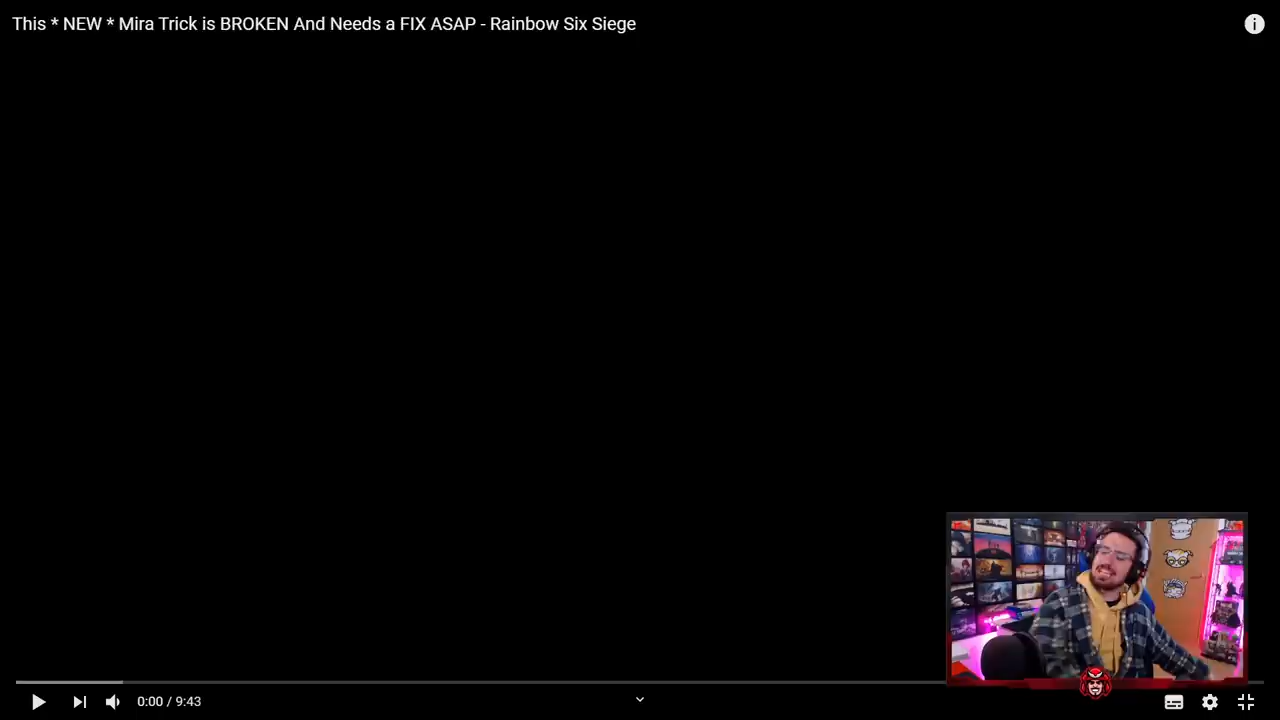 This * NEW * Mira Trick is BROKEN And Needs a FIX ASAP - Rainbow Six Siege
0:00 / 9:43